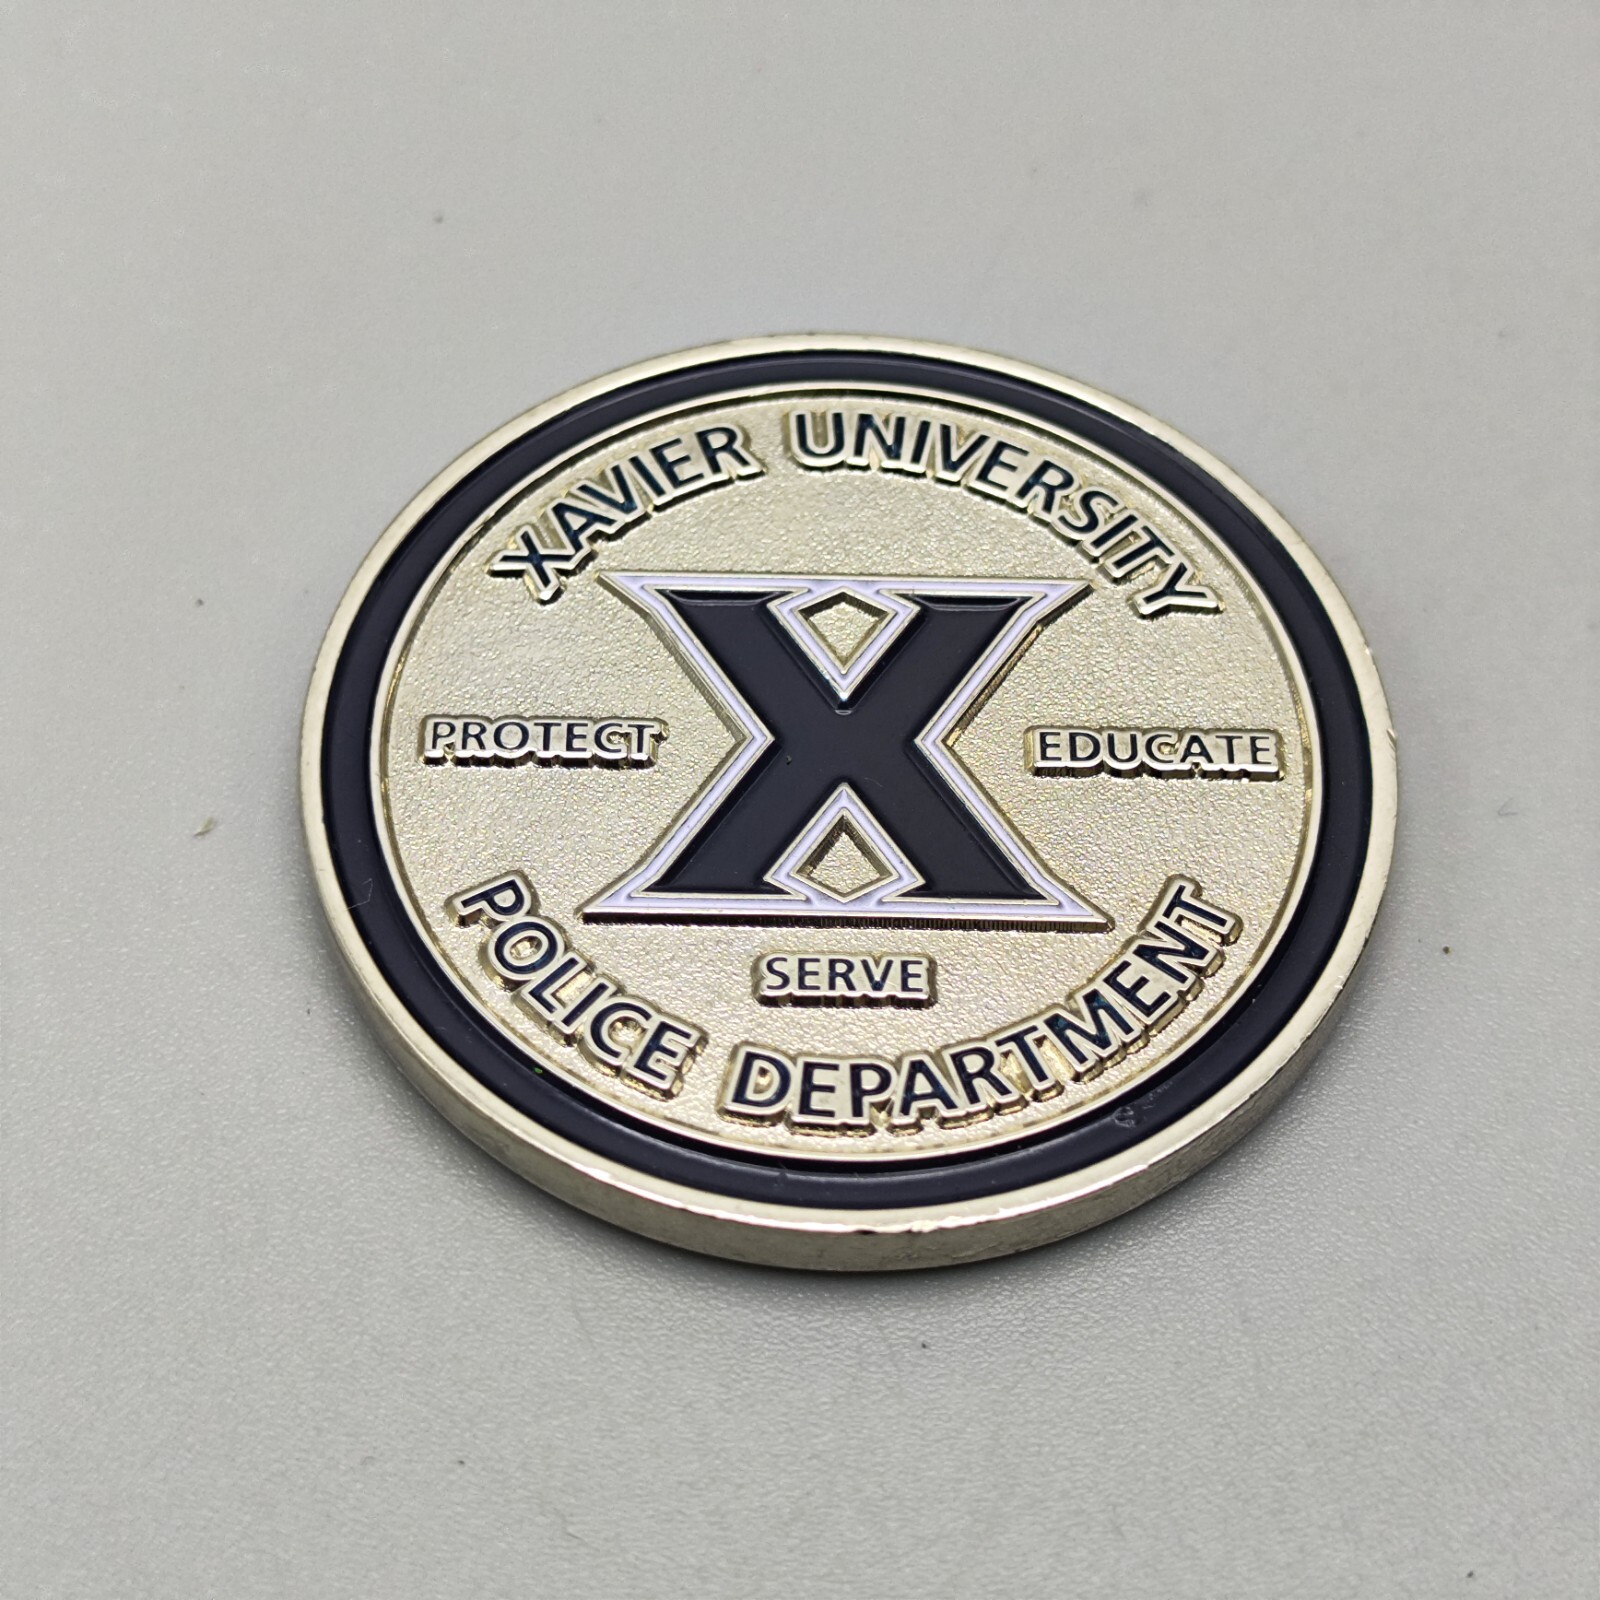 XAVIER UNIVERSITY
PROTECT
X
EDUCATE
SERVE
POLICE DEPARTMENT